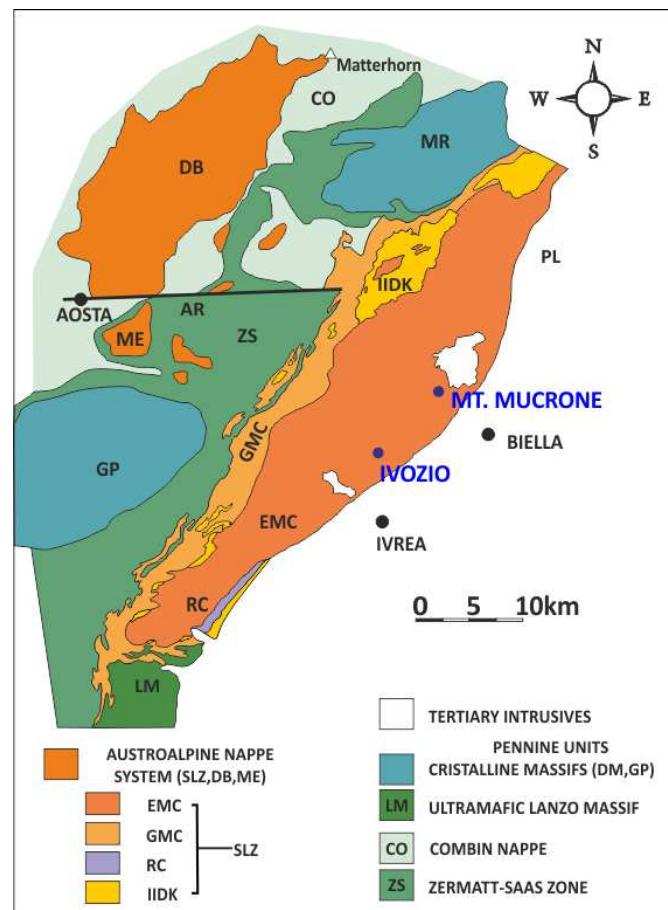 N
W E
S
Matterhorn
CO
MR
DB
PL
IIDK
AOSTA
AR
ME
ZS
MT. MUCRONE
BIELLA
GMC
GP
IVOZIO
EMC
IVREA
RC
0 5 10km
LM
TERTIARY INTRUSIVES
PENNINE UNITS
CRISTALLINE MASSIFS (DM,GP)
LM ULTRAMAFIC LANZO MASSIF
CO COMBIN NAPPE
ZS ZERMATT-SAAS ZONE
AUSTROALPINE NAPPE
SYSTEM (SLZ,DB,ME)
EMC
GMC
SLZ
RC
IIDK